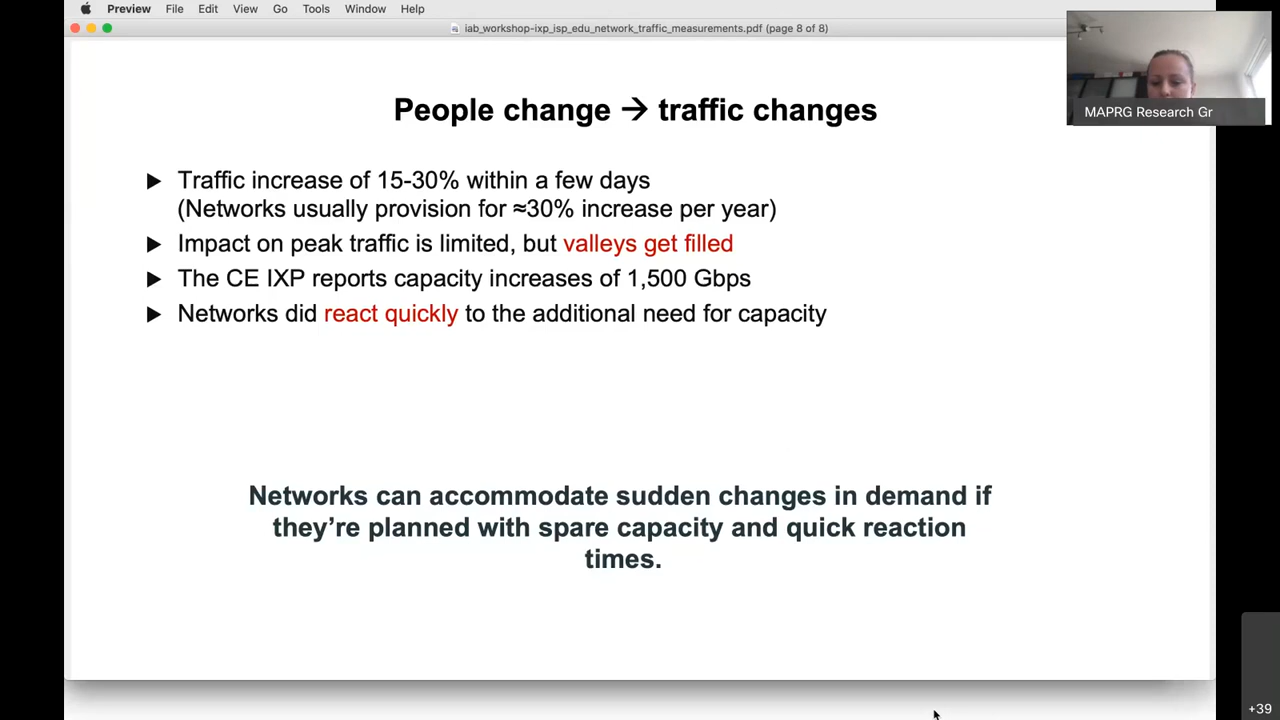 Preview File Edit View Go Tools Window Help
iab_workshop-ixp_isp_edu_network_traffic_measurements.pdf (page 8 of 8)
MAPRG Research Gr
People change → traffic changes
▶ Traffic increase of 15-30% within a few days
(Networks usually provision for ≈30% increase per year)
▶ Impact on peak traffic is limited, but valleys get filled
▶ The CE IXP reports capacity increases of 1,500 Gbps
▶ Networks did react quickly to the additional need for capacity
Networks can accommodate sudden changes in demand if
they're planned with spare capacity and quick reaction
times.
+39